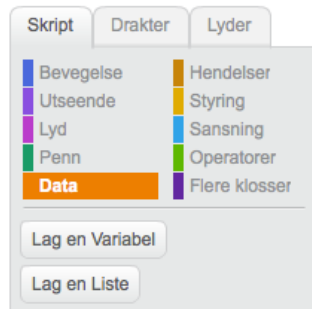 Skript Drakter Lyder
Bevegelse Hendelser
Utseende Styring
Lyd Sansning
Penn Operatorer
Data Flere klosser
Lag en Variabel
Lag en Liste